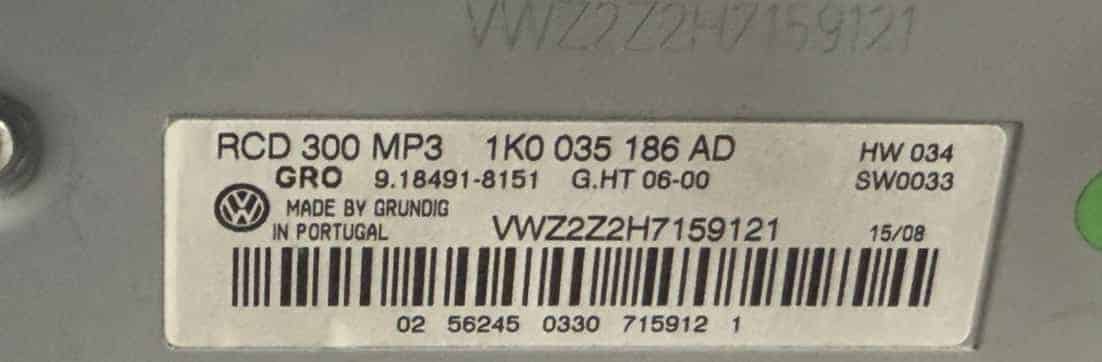 VWZ2Z2H7159121
RCD 300 MP3 1K0 035 186 AD HW 034
GRO 9.18491-8151 G.HT 06-00 SW0033
MADE BY GRUNDIG
IN PORTUGAL VWZ2Z2H7159121 15/08
02 56245 0330 715912 1